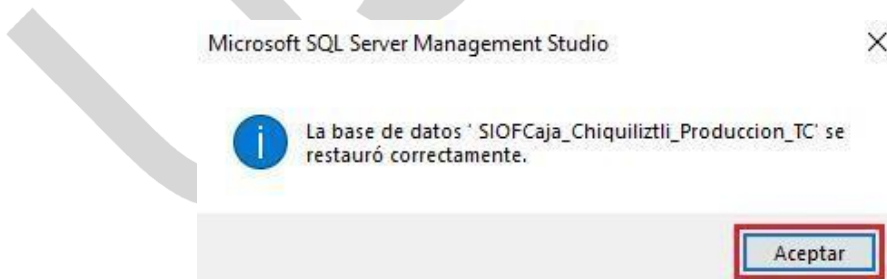 Microsoft SQL Server Management Studio
La base de datos ' SIOFCaja_Chiquiliztli_Produccion_TC' se
restauró correctamente.
Aceptar